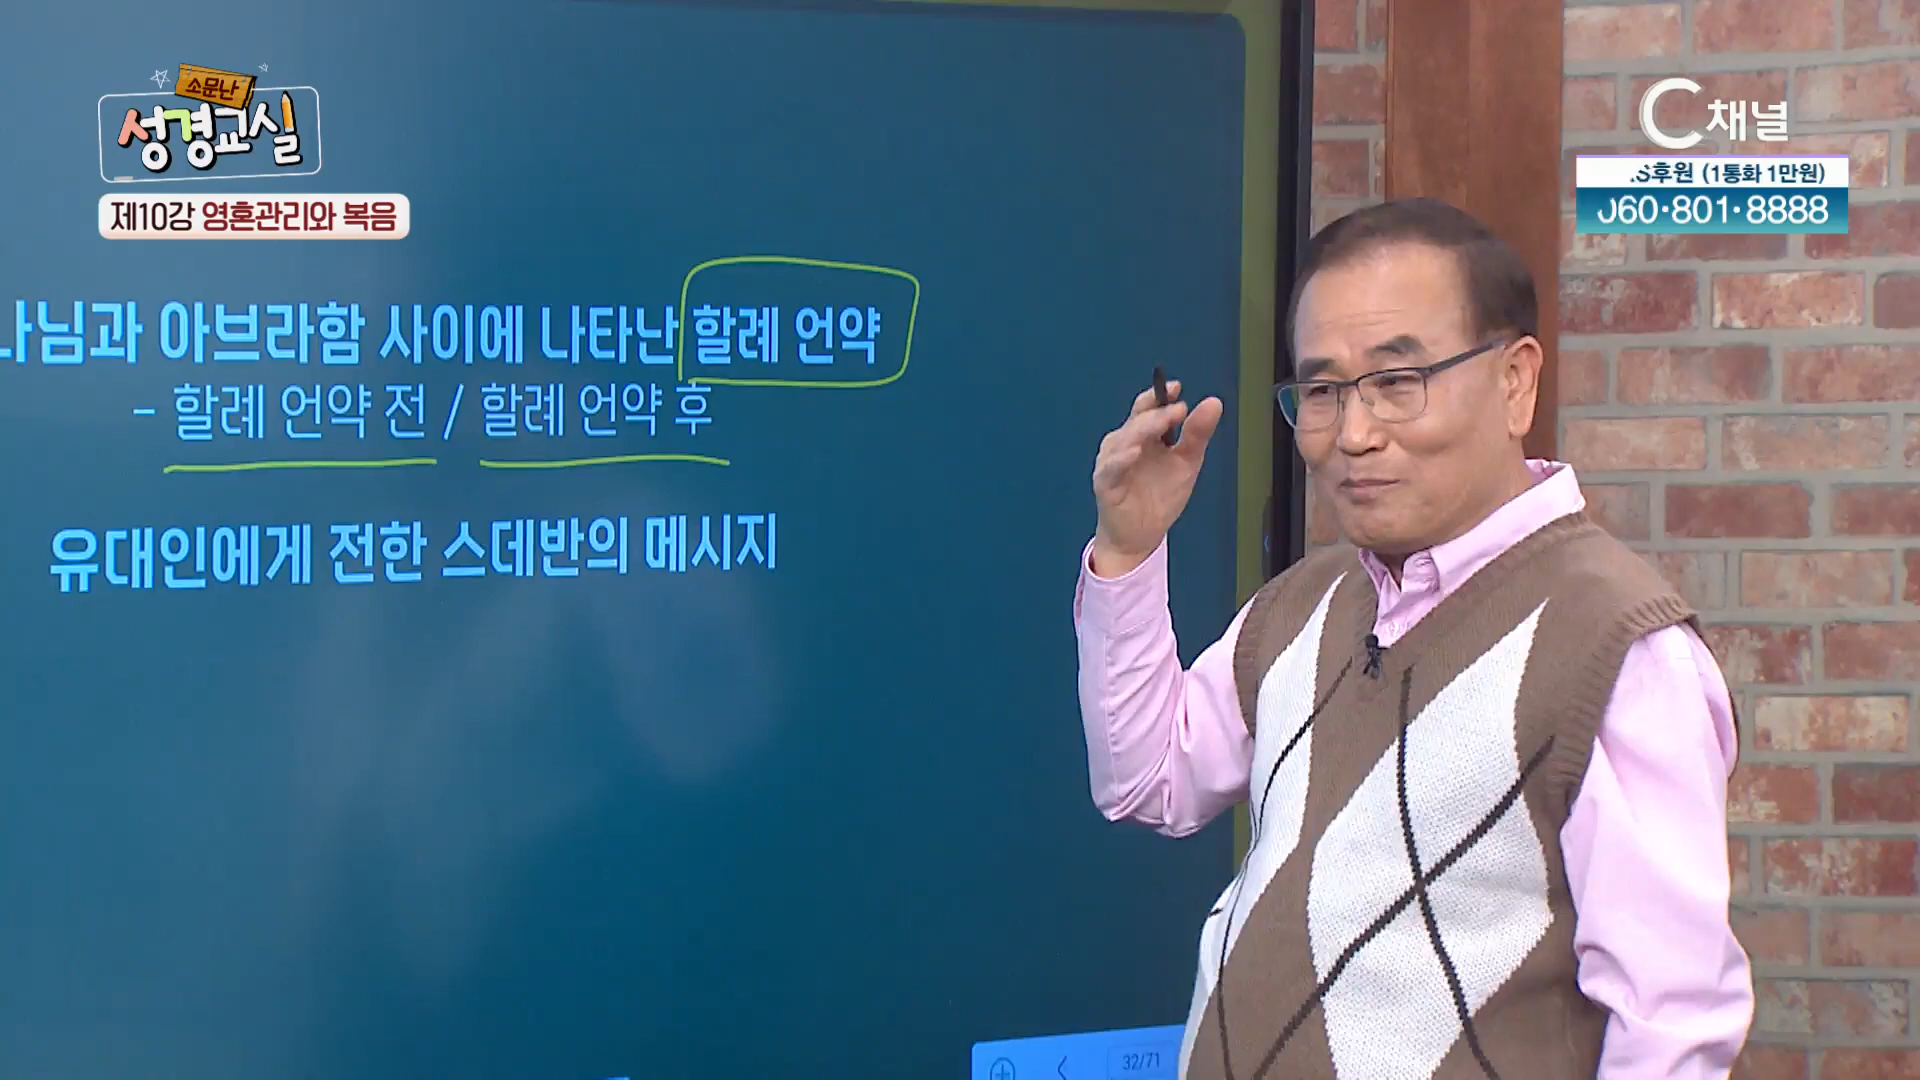 소문난
성경교실
제10강 영혼관리와 복음
C채널
후원 (1통화 1만원)
060·801·8888
나님과 아브라함 사이에 나타난 할례 언약
- 할례 언약 전 / 할례 언약 후
유대인에게 전한 스데반의 메시지
32/71